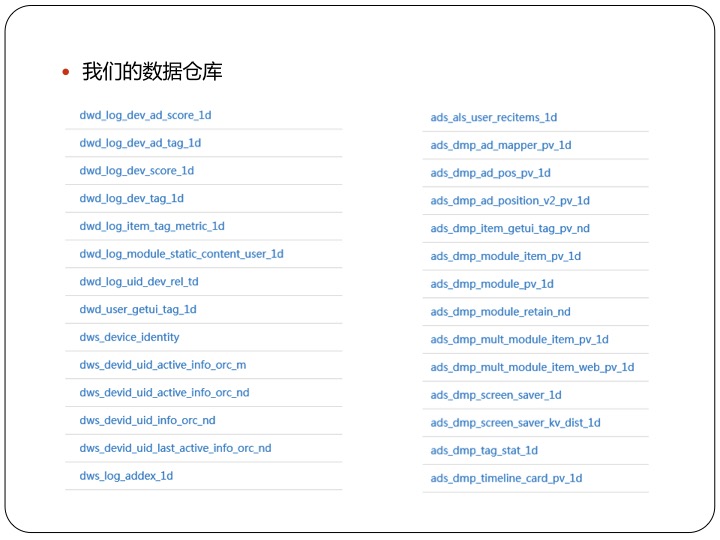 我们的数据仓库
dwd_log_dev_ad_score_1d
dwd_log_dev_ad_tag_1d
dwd_log_dev_score_1d
dwd_log_dev_tag_1d
dwd_log_item_tag_metric_1d
dwd_log_module_static_content_user_1d
dwd_log_uid_dev_rel_td
dwd_user_getui_tag_1d
dws_device_identity
dws_devid_uid_active_info_orc_m
dws_devid_uid_active_info_orc_nd
dws_devid_uid_info_orc_nd
dws_devid_uid_last_active_info_orc_nd
dws_log_addex_1d
ads_als_user_recitems_1d
ads_dmp_ad_mapper_pv_1d
ads_dmp_ad_pos_pv_1d
ads_dmp_ad_position_v2_pv_1d
ads_dmp_item_getui_tag_pv_nd
ads_dmp_module_item_pv_1d
ads_dmp_module_pv_1d
ads_dmp_module_retain_nd
ads_dmp_mult_module_item_pv_1d
ads_dmp_mult_module_item_web_pv_1d
ads_dmp_screen_saver_1d
ads_dmp_screen_saver_kv_dist_1d
ads_dmp_tag_stat_1d
ads_dmp_timeline_card_pv_1d